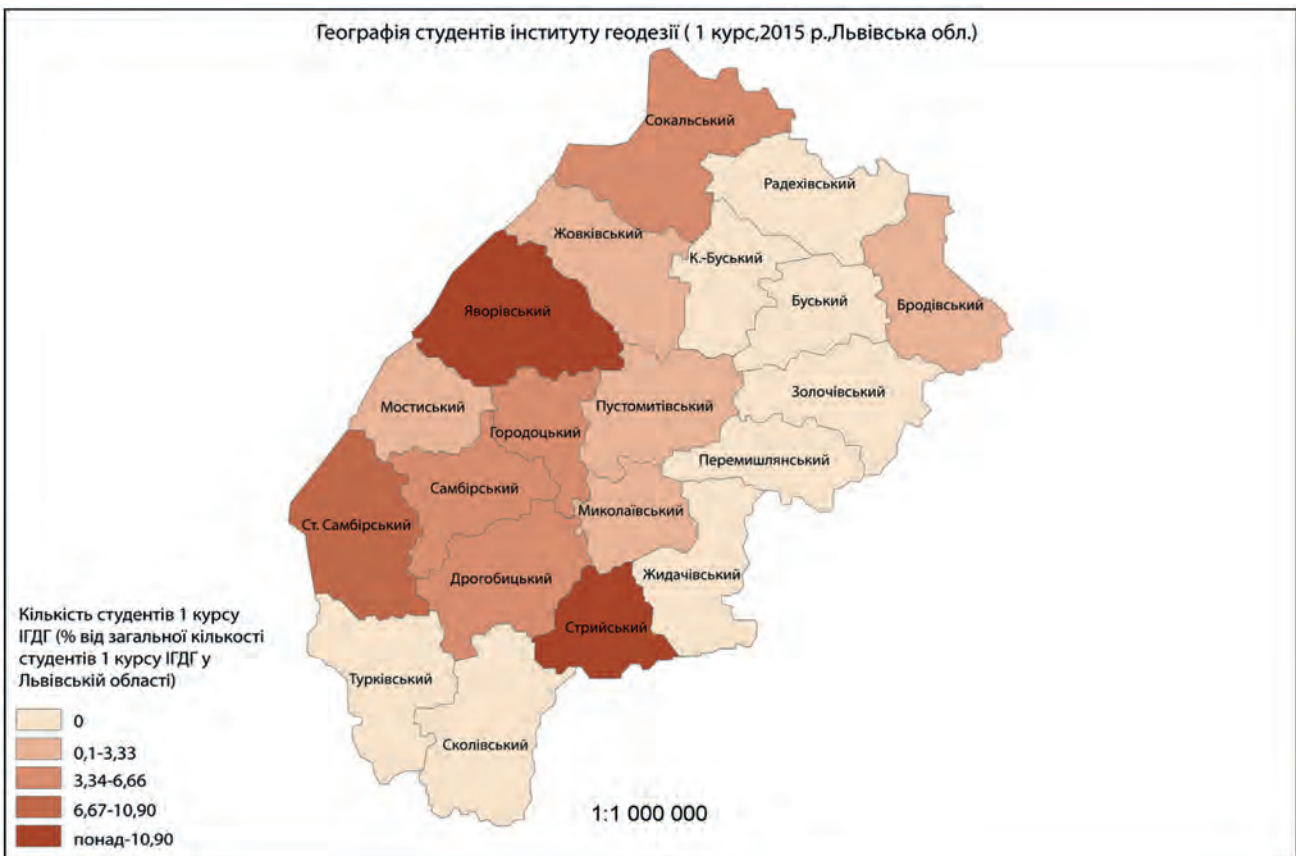 Географія студентів інституту геодезії ( 1 курс,2015 р.,Львівська обл.)
Сокальський
Радехівський
Жовківський
К.-Буський
Буський
Бродівський
Яворівський
Золочівський
Мостиський
Пустомитівський
Городоцький
Перемишлянський
Самбірський
Миколаївський
Ст. Самбірський
Дрогобицький
Жидачівський
Стрийський
Турківський
Сколівський
Кількість студентів 1 курсу
ІГДГ (% від загальної кількості
студентів 1 курсу ІГДГ у
Львівській області)
0
0,1-3,33
3,34-6,66
6,67-10,90
понад-10,90
1:1 000 000